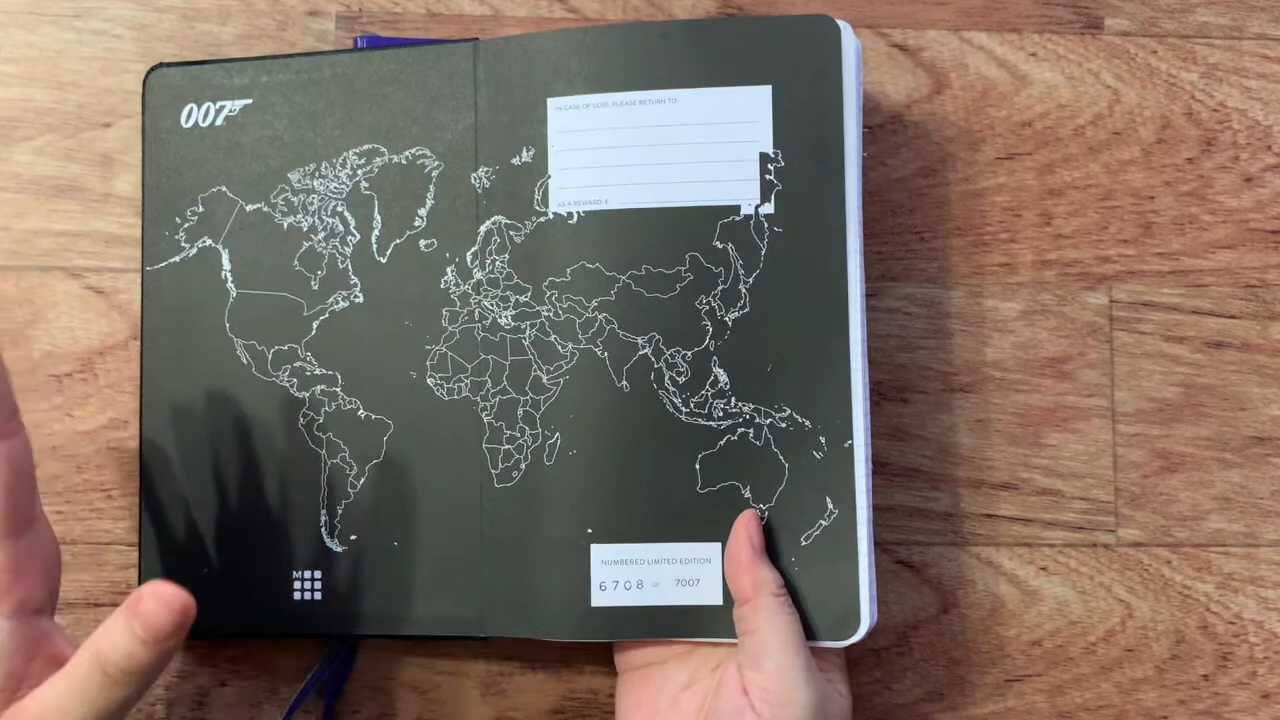 007
IN CASE OF LOSS, PLEASE RETURN TO:
AS A REWARD: £
M
NUMBERED LIMITED EDITION
6708 OF 7007